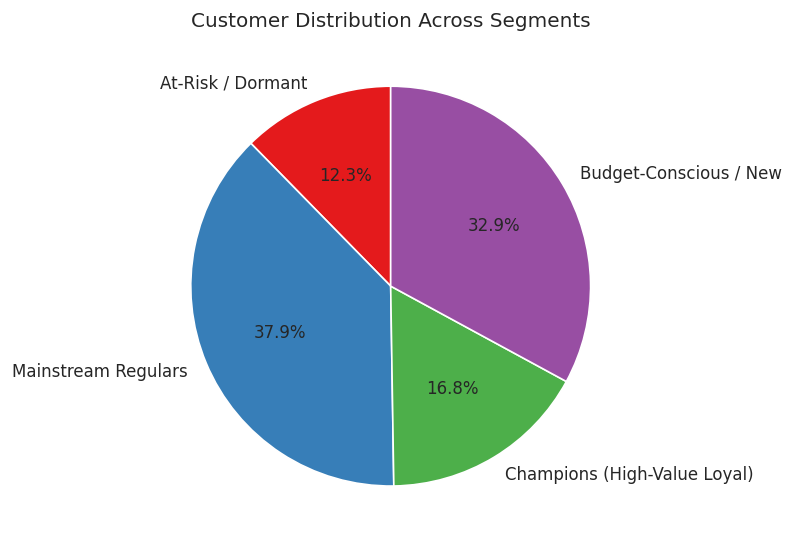 Customer Distribution Across Segments
At-Risk / Dormant
12.3%
Budget-Conscious / New
32.9%
37.9%
Mainstream Regulars
16.8%
Champions (High-Value Loyal)